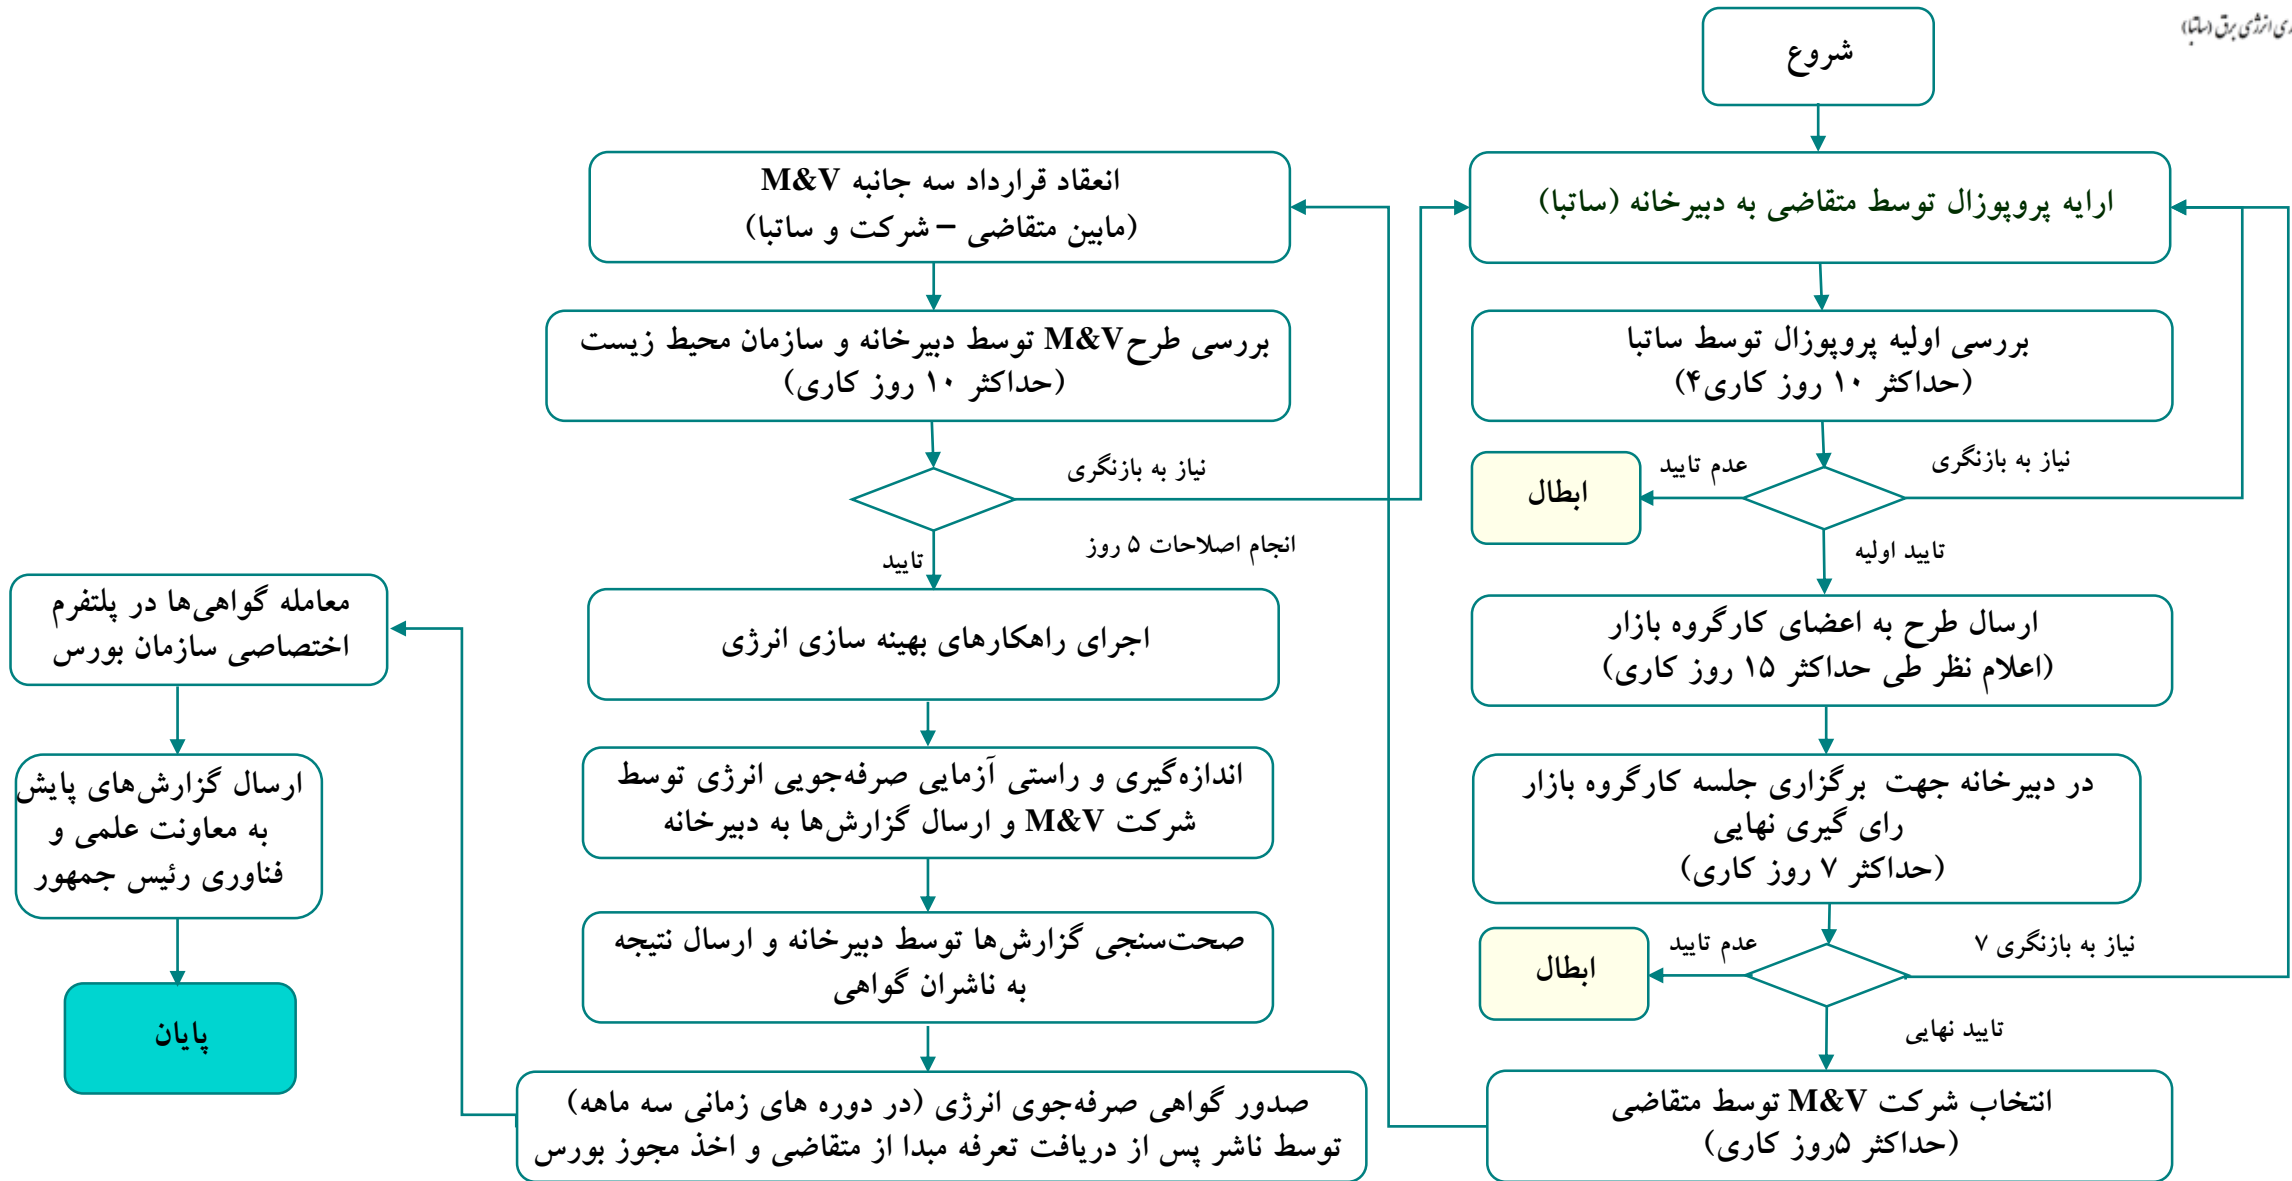 ری انرژی برق (ساتبا)
شروع
ارایه پروپوزال توسط متقاضی به دبیرخانه (ساتبا)
بررسی اولیه پروپوزال توسط ساتبا
(حداکثر ۱۰ روز کاری۴)
نیاز به بازنگری
عدم تایید
ابطال
تایید اولیه
ارسال طرح به اعضای کارگروه بازار
(اعلام نظر طی حداکثر ۱۵ روز کاری)
در دبیرخانه جهت برگزاری جلسه کارگروه بازار
رای گیری نهایی
(حداکثر ۷ روز کاری)
نیاز به بازنگری ۷
عدم تایید
ابطال
تایید نهایی
انتخاب شرکت M&V توسط متقاضی
(حداکثر ۵روز کاری)
انعقاد قرارداد سه جانبه M&V
(مابین متقاضی – شرکت و ساتبا)
بررسی طرح M&V توسط دبیرخانه و سازمان محیط زیست
(حداکثر ۱۰ روز کاری)
نیاز به بازنگری
انجام اصلاحات ۵ روز
تایید
اجرای راهکارهای بهینه سازی انرژی
اندازه‌گیری و راستی آزمایی صرفه‌جویی انرژی توسط
شرکت M&V و ارسال گزارش‌ها به دبیرخانه
صحت‌سنجی گزارش‌ها توسط دبیرخانه و ارسال نتیجه
به ناشران گواهی
صدور گواهی صرفه‌جوی انرژی (در دوره های زمانی سه ماهه)
توسط ناشر پس از دریافت تعرفه مبدا از متقاضی و اخذ مجوز بورس
معامله گواهی‌ها در پلتفرم
اختصاصی سازمان بورس
ارسال گزارش‌های پایش
به معاونت علمی و
فناوری رئیس جمهور
پایان